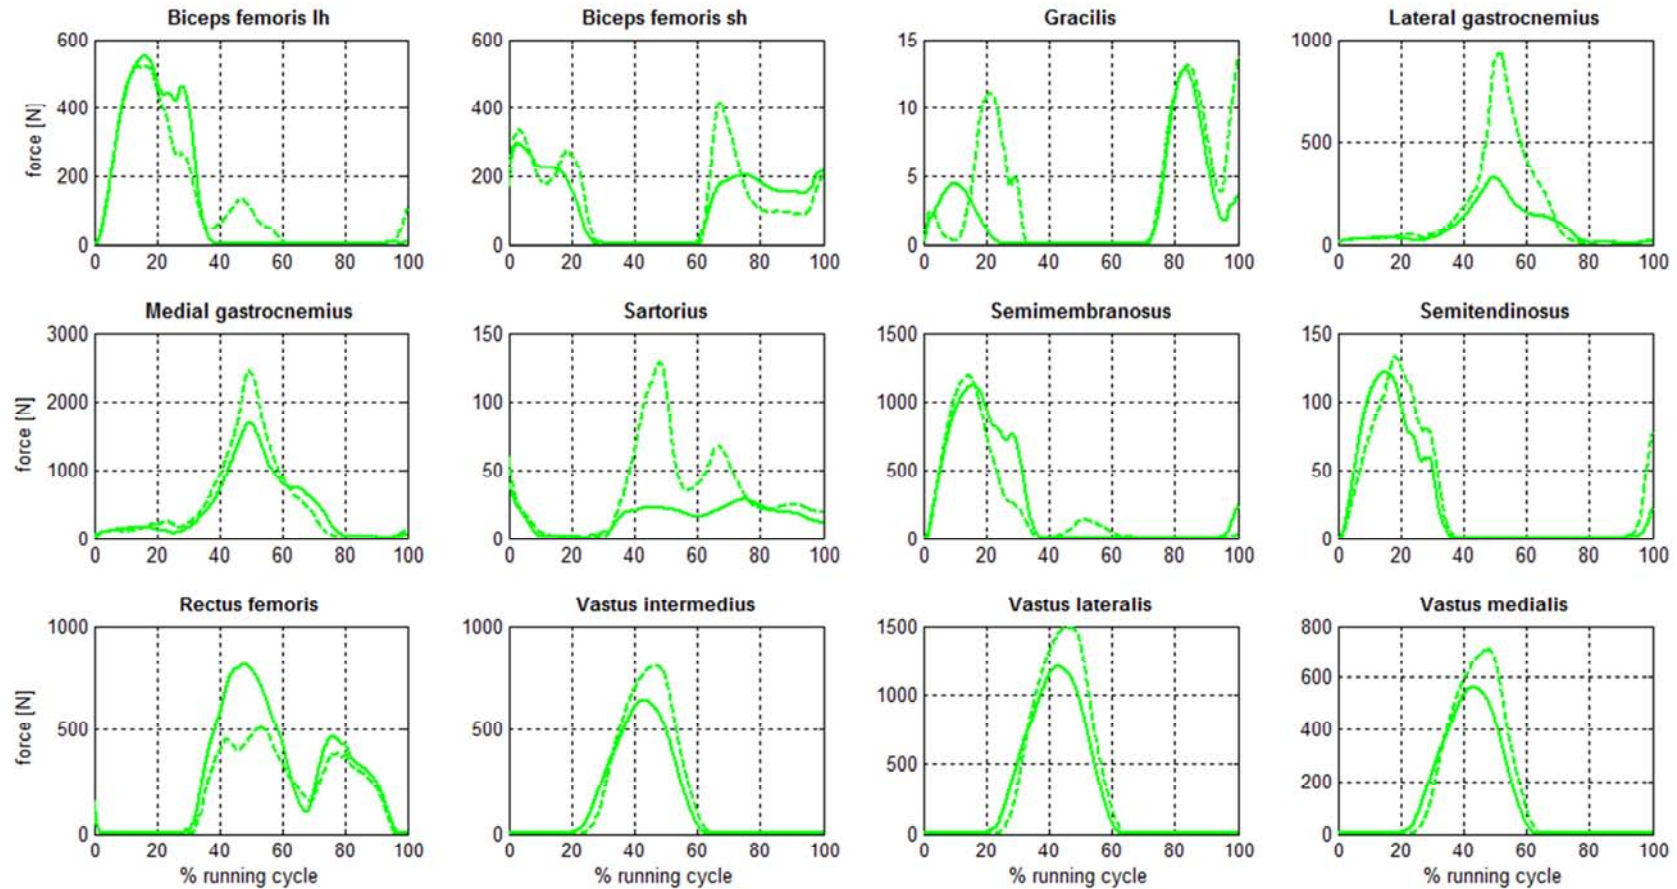 Biceps femoris lh
Biceps femoris sh
Gracilis
Lateral gastrocnemius
600
400
200
0
force [N]
0 20 40 60 80 100
600
400
200
0
0 20 40 60 80 100
15
10
5
0
0 20 40 60 80 100
1000
500
0
0 20 40 60 80 100
Medial gastrocnemius
Sartorius
Semimembranosus
Semitendinosus
3000
2000
1000
0
force [N]
0 20 40 60 80 100
150
100
50
0
0 20 40 60 80 100
1500
1000
500
0
0 20 40 60 80 100
150
100
50
0
0 20 40 60 80 100
Rectus femoris
Vastus intermedius
Vastus lateralis
Vastus medialis
1000
500
0
force [N]
0 20 40 60 80 100
% running cycle
1000
500
0
0 20 40 60 80 100
% running cycle
1500
1000
500
0
0 20 40 60 80 100
% running cycle
800
600
400
200
0
0 20 40 60 80 100
% running cycle